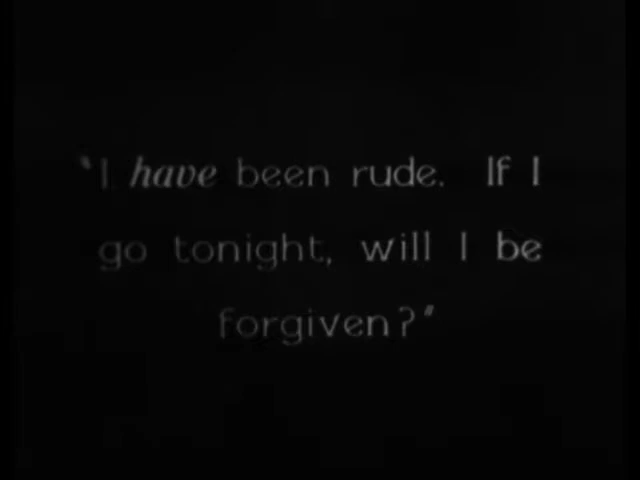 "I have been rude. If I
go tonight, will I be
forgiven?"